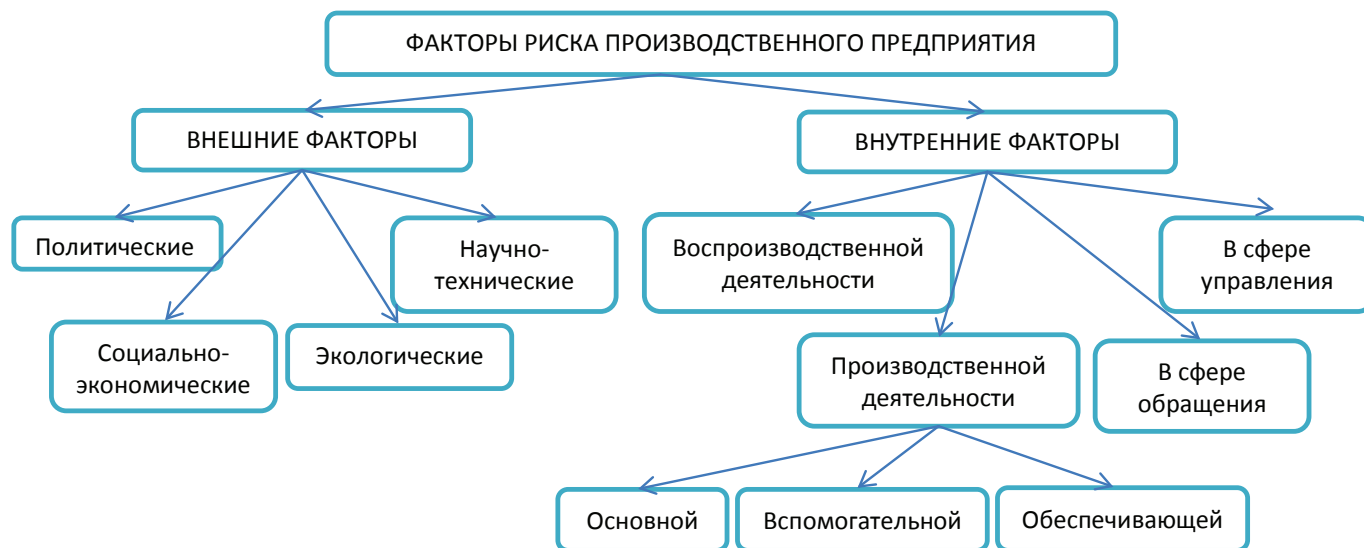 ФАКТОРЫ РИСКА ПРОИЗВОДСТВЕННОГО ПРЕДПРИЯТИЯ
ВНЕШНИЕ ФАКТОРЫ
ВНУТРЕННИЕ ФАКТОРЫ
Политические
Научно-
технические
Воспроизводственной
деятельности
В сфере
управления
Социально-
экономические
Экологические
Производственной
деятельности
В сфере
обращения
Основной
Вспомогательной
Обеспечивающей